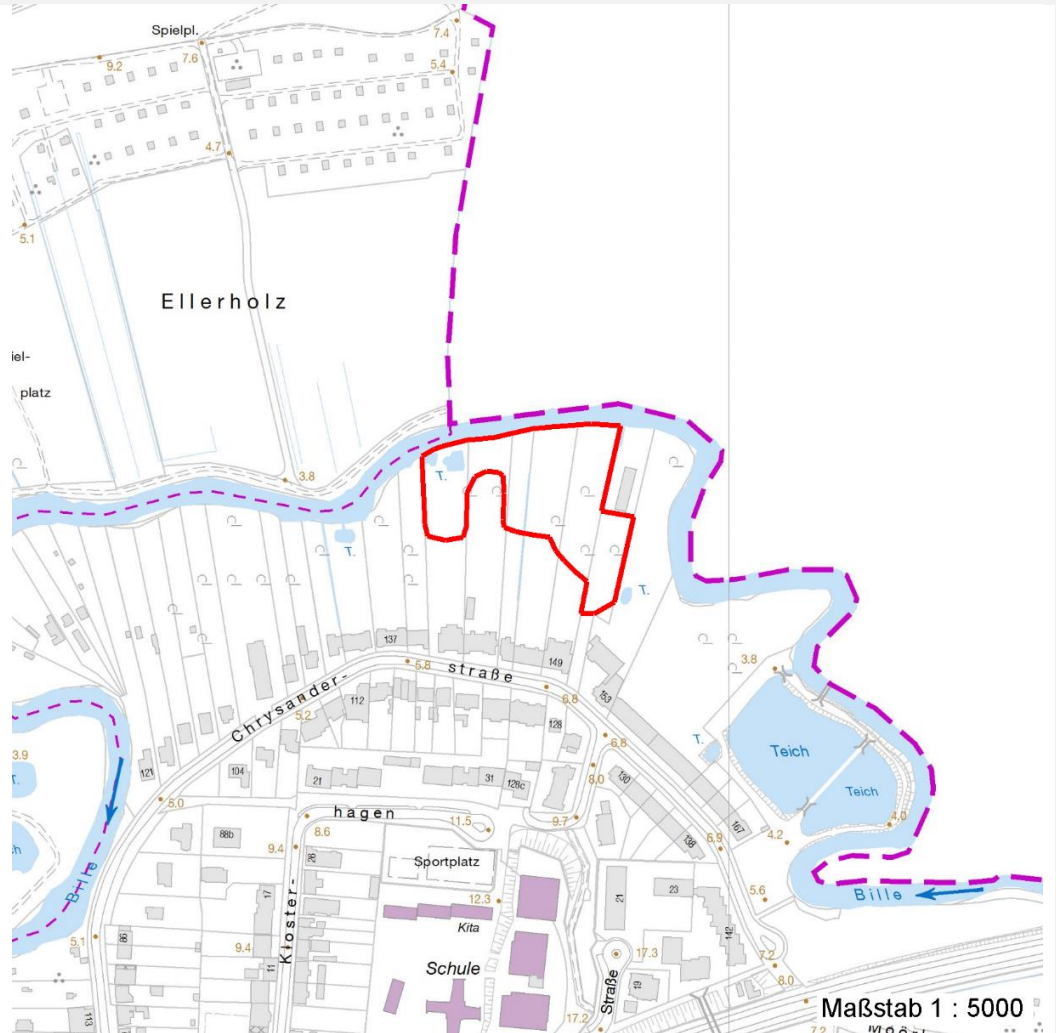 Spielpl.
7.4
7.6
9.2
5.4
4.7
5.1
Ellerholz
iel-
platz
3.8
T.
T.
T.
137
149
5.8
straße
6.8
153
3.8
Chrysander-
5.2
112
128
T.
Teich
Teich
3.9
T.
121
104
21
31
128c
6.8
8.0
130
5.0
hagen
11.5
9.7
138
6.9
167
4.2
4.0
88b
8.6
9.4
26
Sportplatz
ch
Bille
17
12.3
21
23
5.6
Bille
Kloster-
Kita
142
5.1
86
9.4
11
Schule
17.3
7.2
8.0
Straße
19
113
17.2
Maßstab 1 : 5000
7.2